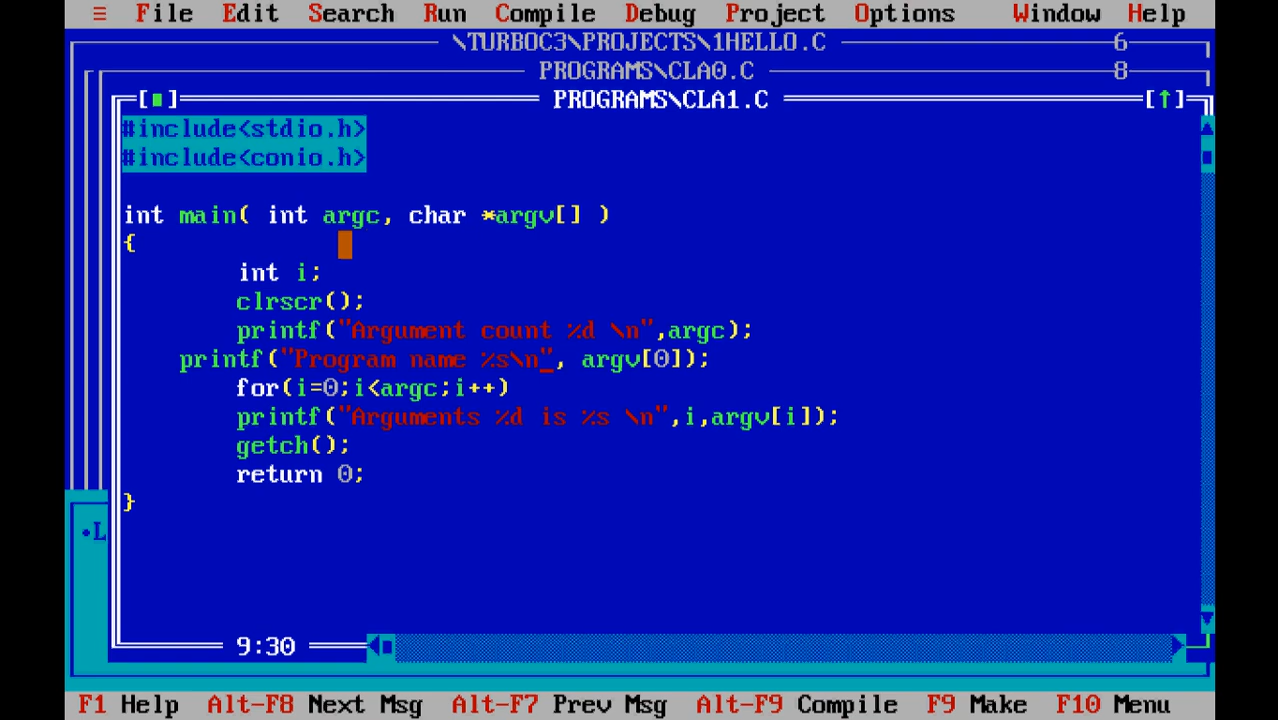 ≡ File Edit Search Run Compile Debug Project Options Window Help
\TURBOC3\PROJECTS\1HELLO.C 6
PROGRAMS\CLA0.C 8
[■] PROGRAMS\CLA1.C [↑]
#include<stdio.h>
#include<conio.h>
int main( int argc, char *argv[] )
{
int i;
clrscr();
printf("Argument count %d \n",argc);
printf("Program name %s\n", argv[0]);
for(i=0;i<argc;i++)
printf("Arguments %d is %s \n",i,argv[i]);
getch();
return 0;
}
•L
9:30
F1 Help Alt-F8 Next Msg Alt-F7 Prev Msg Alt-F9 Compile F9 Make F10 Menu